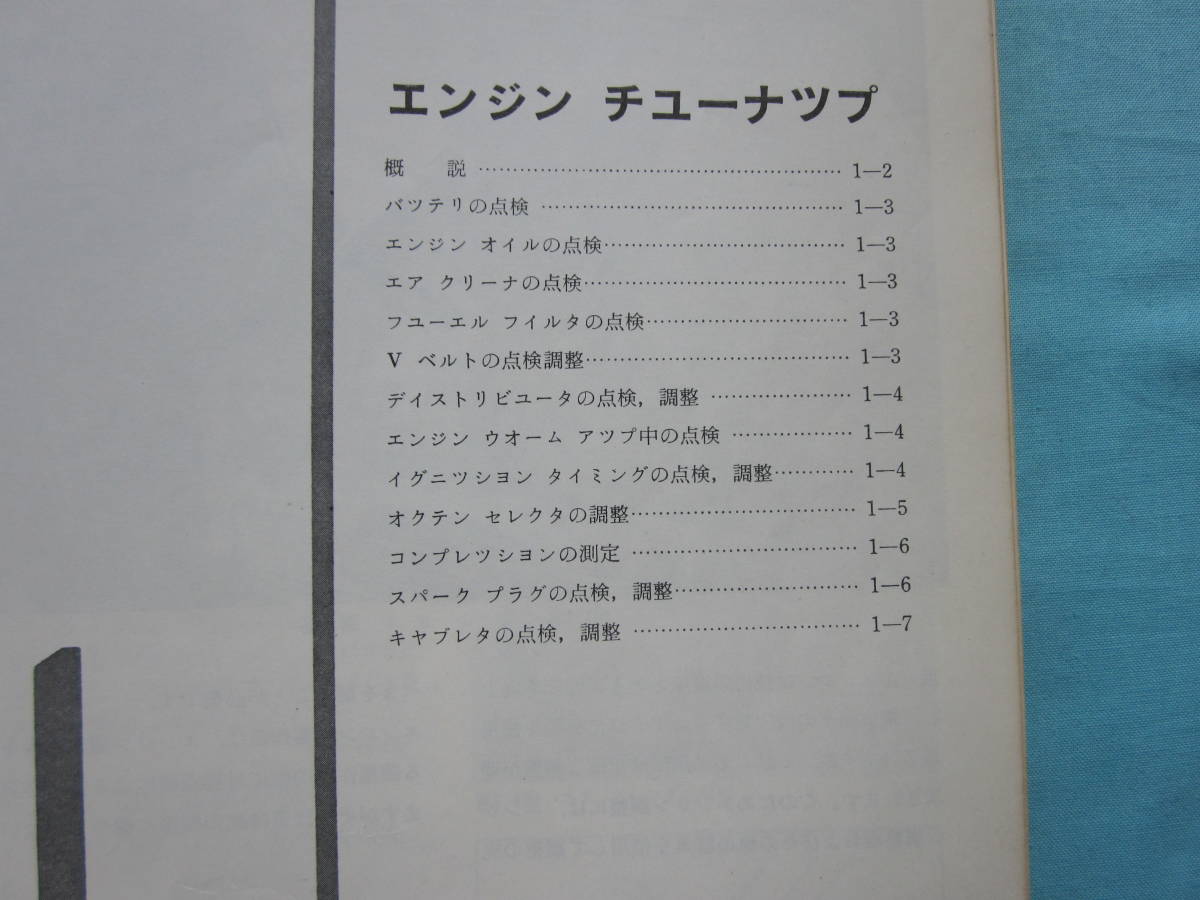 エンジン チユーナツプ
概 説 …………………………………………… 1―2
バツテリの点検 …………………………………… 1―3
エンジン オイルの点検…………………………… 1―3
エア クリーナの点検……………………………… 1―3
フユーエル フイルタの点検……………………… 1―3
V ベルトの点検調整……………………………… 1―3
デイストリビユータの点検，調整 ……………… 1―4
エンジン ウオーム アツプ中の点検 …………… 1―4
イグニツシヨン タイミングの点検，調整……… 1―4
オクテン セレクタの調整………………………… 1―5
コンプレツシヨンの測定 ………………………… 1―6
スパーク プラグの点検，調整…………………… 1―6
キヤブレタの点検，調整 ………………………… 1―7
1